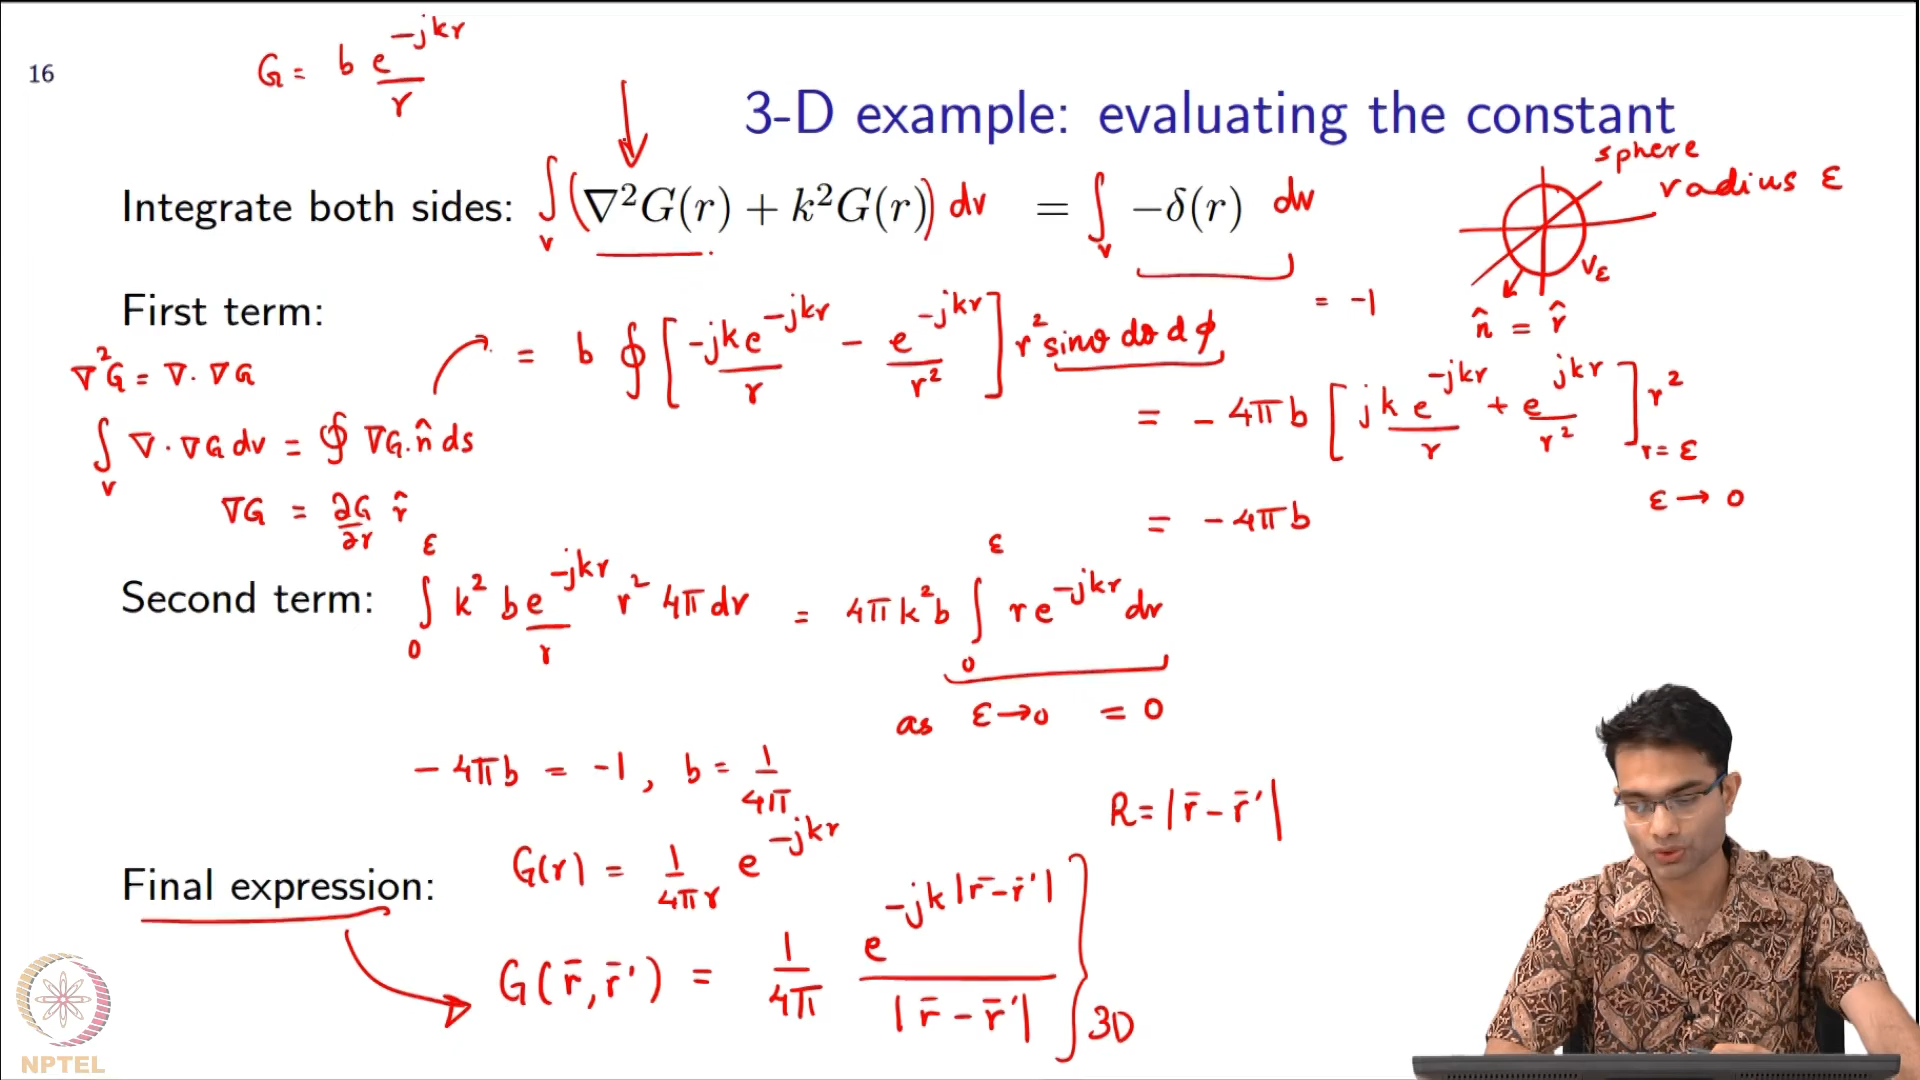 16
G = b e^{-jkr} / r
3-D example: evaluating the constant
Integrate both sides: ∫_v (∇²G(r) + k²G(r)) dv = ∫_v -δ(r) dv
= -1
sphere
radius ε
V_ε
n̂ = r̂
First term:
= b ∮ [ -jk e^{-jkr} / r - e^{-jkr} / r² ] r² sinθ dθ dϕ
∇²G = ∇·∇G
= -4πb [ jk e^{-jkr} / r + e^{jkr} / r² ] r²
r = ε
ε → 0
∫_v ∇·∇G dv = ∮ ∇G·n̂ ds
∇G = ∂G/∂r r̂
= -4πb
Second term: ∫_0^ε k² b e^{-jkr} / r r² 4π dr = 4πk²b ∫_0^ε r e^{-jkr} dr
as ε→0 = 0
-4πb = -1, b = 1/4π
R = |r̄ - r̄'|
Final expression: G(r) = 1/4πr e^{-jkr}
G(r̄, r̄') = 1/4π e^{-jk|r̄-r̄'|} / |r̄ - r̄'| } 3D
NPTEL